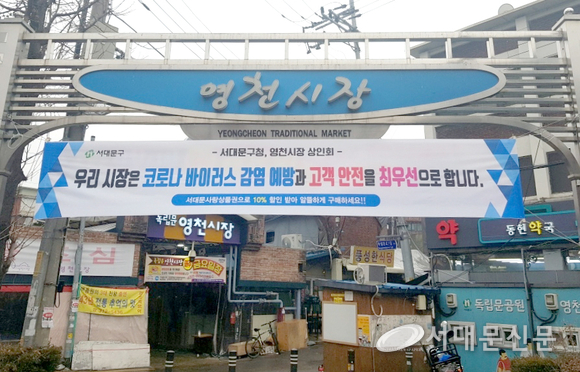 영천시장
YEONGCHEON TRADITIONAL MARKET
서대문구
- 서대문구청, 영천시장 상인회 -
우리 시장은 코로나 바이러스 감염 예방과 고객 안전을 최우선으로 합니다.
서대문사랑상품권으로 10% 할인 받아 알뜰하게 구매하세요!!
독립문
영천시장
약 동현약국
독립문공원 영천시장
서대문신문